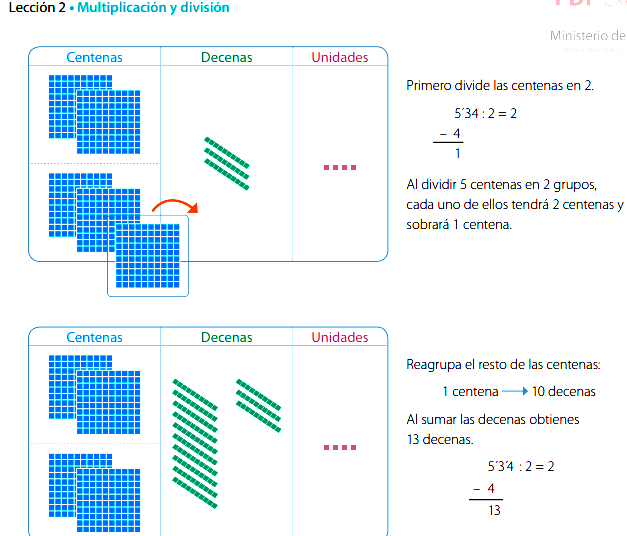 Lección 2 • Multiplicación y división
Ministerio de
Centenas Decenas Unidades
Primero divide las centenas en 2.
5´34 : 2 = 2
– 4
1
Al dividir 5 centenas en 2 grupos,
cada uno de ellos tendrá 2 centenas y
sobrará 1 centena.
Centenas Decenas Unidades
Reagrupa el resto de las centenas:
1 centena → 10 decenas
Al sumar las decenas obtienes
13 decenas.
5´3´4 : 2 = 2
– 4
13